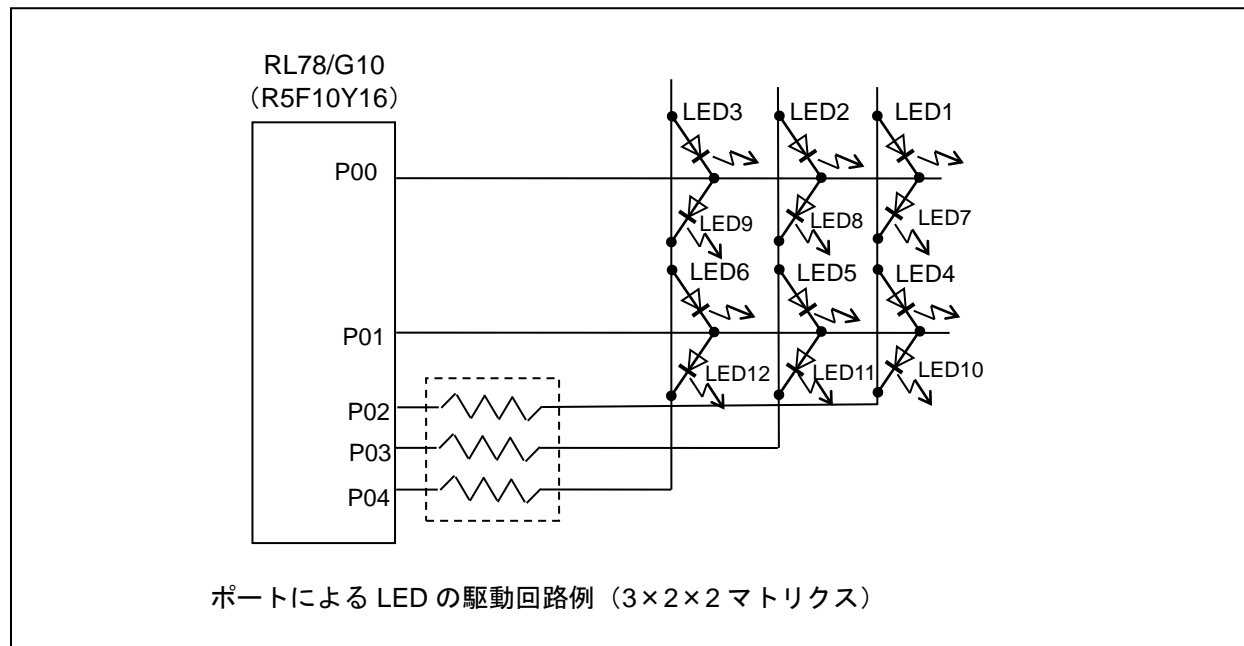 RL78/G10
(R5F10Y16)
LED3
LED2
LED1
P00
LED9
LED8
LED7
LED6
LED5
LED4
P01
LED12
LED11
LED10
P02
P03
P04
ポートによる LED の駆動回路例（3×2×2 マトリクス）